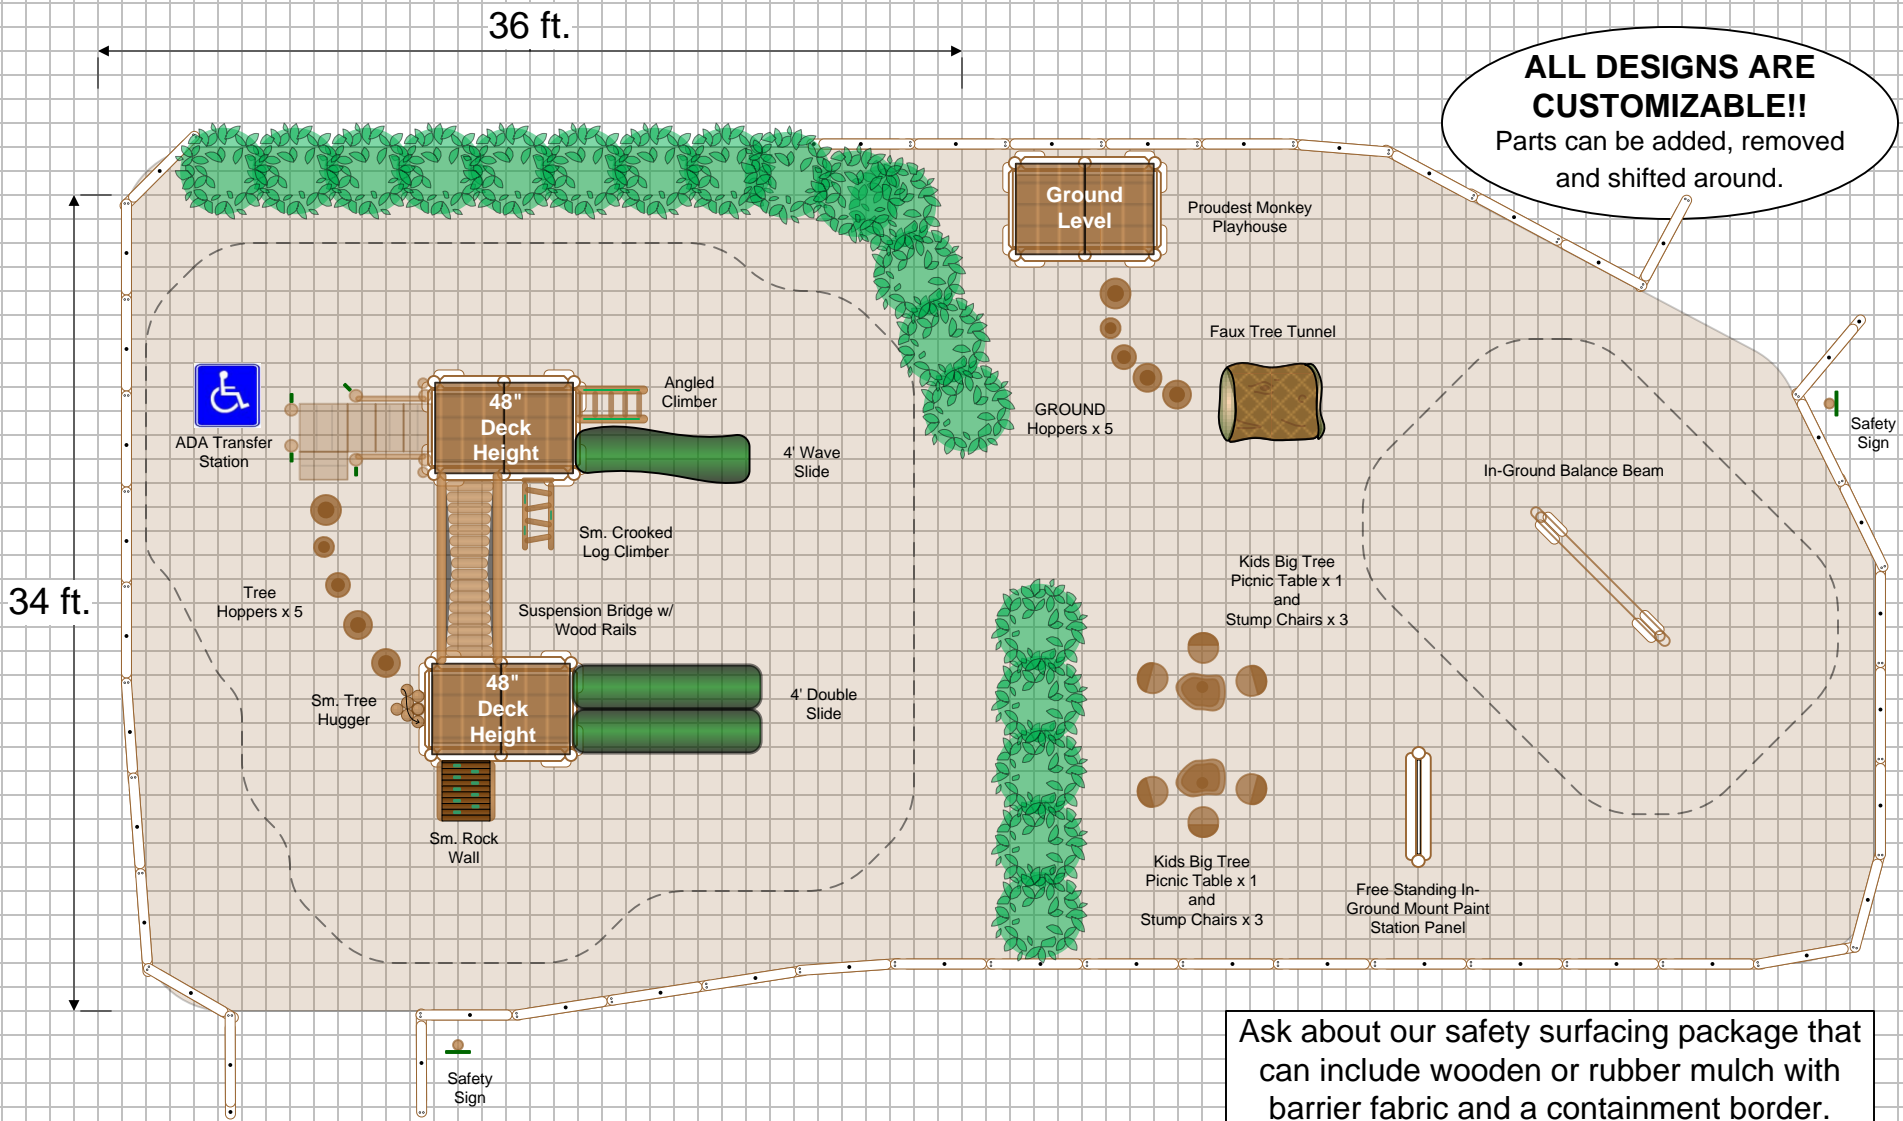 36 ft.
ALL DESIGNS ARE
CUSTOMIZABLE!!
Parts can be added, removed
and shifted around.
Ground
Level
Proudest Monkey
Playhouse
Faux Tree Tunnel
GROUND
Hoppers x 5
Safety
Sign
In-Ground Balance Beam
ADA Transfer
Station
48"
Deck
Height
Angled
Climber
4' Wave
Slide
Sm. Crooked
Log Climber
34 ft.
Tree
Hoppers x 5
Suspension Bridge w/
Wood Rails
Kids Big Tree
Picnic Table x 1
and
Stump Chairs x 3
Sm. Tree
Hugger
48"
Deck
Height
4' Double
Slide
Sm. Rock
Wall
Kids Big Tree
Picnic Table x 1
and
Stump Chairs x 3
Free Standing In-
Ground Mount Paint
Station Panel
Safety
Sign
Ask about our safety surfacing package that
can include wooden or rubber mulch with
barrier fabric and a containment border.